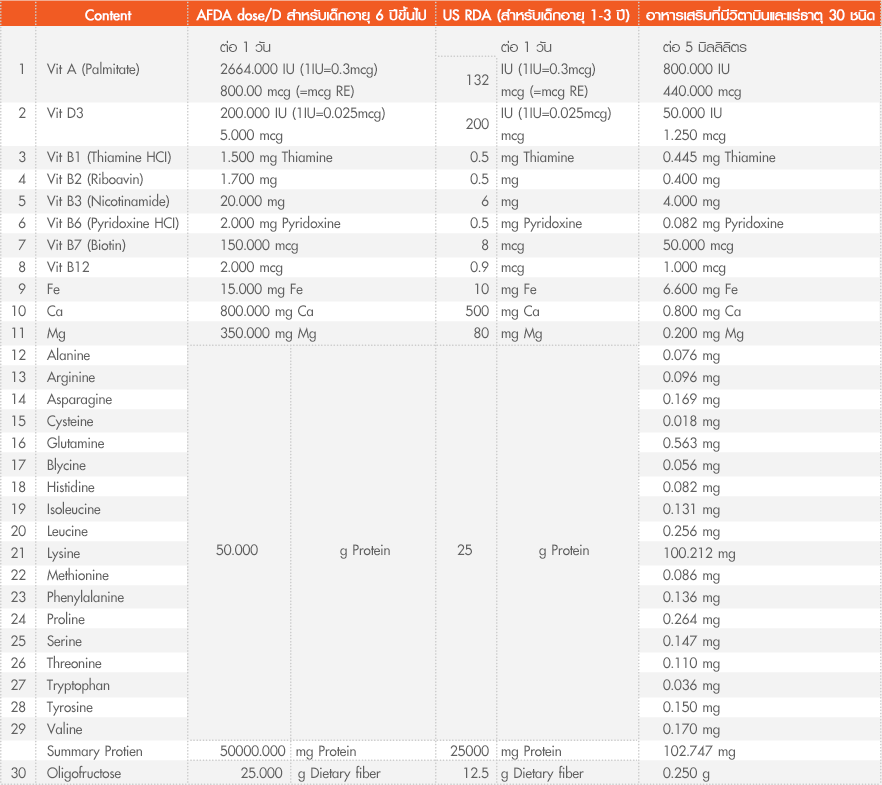 Content AFDA dose/D สำหรับเด็กอายุ 6 ปีขึ้นไป US RDA (สำหรับเด็กอายุ 1-3 ปี) อาหารเสริมที่มีวิตามินและแร่ธาตุ 30 ชนิด
ต่อ 1 วัน ต่อ 1 วัน ต่อ 5 มิลลิลิตร
1 Vit A (Palmitate) 2664.000 IU (1IU=0.3mcg) 132 IU (1IU=0.3mcg) 800.000 IU
800.00 mcg (=mcg RE) mcg (=mcg RE) 440.000 mcg
2 Vit D3 200.000 IU (1IU=0.025mcg) 200 IU (1IU=0.025mcg) 50.000 IU
5.000 mcg mcg 1.250 mcg
3 Vit B1 (Thiamine HCI) 1.500 mg Thiamine 0.5 mg Thiamine 0.445 mg Thiamine
4 Vit B2 (Riboavin) 1.700 mg 0.5 mg 0.400 mg
5 Vit B3 (Nicotinamide) 20.000 mg 6 mg 4.000 mg
6 Vit B6 (Pyridoxine HCI) 2.000 mg Pyridoxine 0.5 mg Pyridoxine 0.082 mg Pyridoxine
7 Vit B7 (Biotin) 150.000 mcg 8 mcg 50.000 mcg
8 Vit B12 2.000 mcg 0.9 mcg 1.000 mcg
9 Fe 15.000 mg Fe 10 mg Fe 6.600 mg Fe
10 Ca 800.000 mg Ca 500 mg Ca 0.800 mg Ca
11 Mg 350.000 mg Mg 80 mg Mg 0.200 mg Mg
12 Alanine 0.076 mg
13 Arginine 0.096 mg
14 Asparagine 0.169 mg
15 Cysteine 0.018 mg
16 Glutamine 0.563 mg
17 Blycine 0.056 mg
18 Histidine 0.082 mg
19 Isoleucine 0.131 mg
20 Leucine 0.256 mg
21 Lysine 50.000 g Protein 25 g Protein 100.212 mg
22 Methionine 0.086 mg
23 Phenylalanine 0.136 mg
24 Proline 0.264 mg
25 Serine 0.147 mg
26 Threonine 0.110 mg
27 Tryptophan 0.036 mg
28 Tyrosine 0.150 mg
29 Valine 0.170 mg
Summary Protien 50000.000 mg Protein 25000 mg Protein 102.747 mg
30 Oligofructose 25.000 g Dietary fiber 12.5 g Dietary fiber 0.250 g